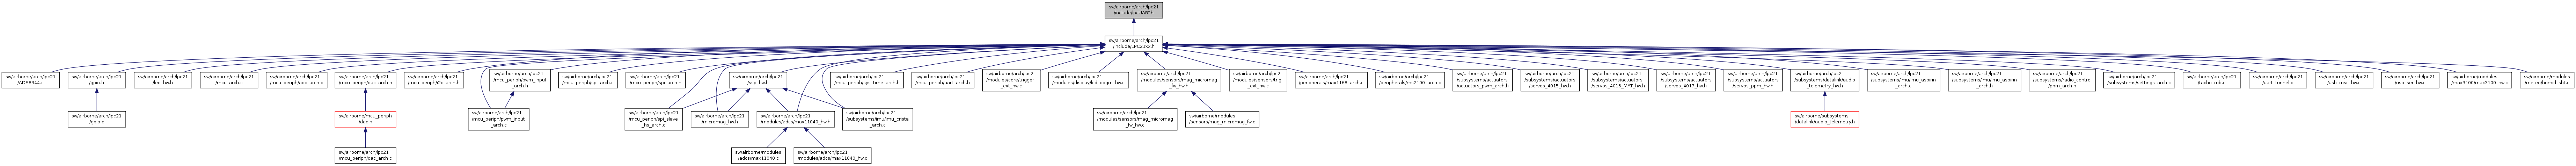 sw/airborne/arch/lpc21
/include/lpcUART.h
sw/airborne/arch/lpc21
/include/LPC21xx.h
sw/airborne/arch/lpc21
/ADS8344.c
sw/airborne/arch/lpc21
/gpio.h
sw/airborne/arch/lpc21
/led_hw.h
sw/airborne/arch/lpc21
/mcu_arch.c
sw/airborne/arch/lpc21
/mcu_periph/adc_arch.c
sw/airborne/arch/lpc21
/mcu_periph/dac_arch.h
sw/airborne/arch/lpc21
/mcu_periph/i2c_arch.h
sw/airborne/arch/lpc21
/mcu_periph/pwm_input
_arch.h
sw/airborne/arch/lpc21
/mcu_periph/spi_arch.c
sw/airborne/arch/lpc21
/mcu_periph/spi_arch.h
sw/airborne/arch/lpc21
/ssp_hw.h
sw/airborne/arch/lpc21
/mcu_periph/sys_time_arch.h
sw/airborne/arch/lpc21
/mcu_periph/uart_arch.h
sw/airborne/arch/lpc21
/modules/core/trigger
_ext_hw.c
sw/airborne/arch/lpc21
/modules/display/lcd_dogm_hw.c
sw/airborne/arch/lpc21
/modules/sensors/mag_micromag
_fw_hw.h
sw/airborne/arch/lpc21
/modules/sensors/trig
_ext_hw.c
sw/airborne/arch/lpc21
/peripherals/max1168_arch.c
sw/airborne/arch/lpc21
/peripherals/ms2100_arch.c
sw/airborne/arch/lpc21
/subsystems/actuators
/actuators_pwm_arch.h
sw/airborne/arch/lpc21
/subsystems/actuators
/servos_4015_hw.h
sw/airborne/arch/lpc21
/subsystems/actuators
/servos_4015_MAT_hw.h
sw/airborne/arch/lpc21
/subsystems/actuators
/servos_4017_hw.h
sw/airborne/arch/lpc21
/subsystems/actuators
/servos_ppm_hw.h
sw/airborne/arch/lpc21
/subsystems/datalink/audio
_telemetry_hw.h
sw/airborne/arch/lpc21
/subsystems/imu/imu_aspirin
_arch.c
sw/airborne/arch/lpc21
/subsystems/imu/imu_aspirin
_arch.h
sw/airborne/arch/lpc21
/subsystems/radio_control
/ppm_arch.h
sw/airborne/arch/lpc21
/subsystems/settings_arch.c
sw/airborne/arch/lpc21
/tacho_mb.c
sw/airborne/arch/lpc21
/uart_tunnel.c
sw/airborne/arch/lpc21
/usb_msc_hw.c
sw/airborne/arch/lpc21
/usb_ser_hw.c
sw/airborne/modules
/max3100/max3100_hw.c
sw/airborne/modules
/meteo/humid_sht.c
sw/airborne/arch/lpc21
/gpio.c
sw/airborne/mcu_periph
/dac.h
sw/airborne/arch/lpc21
/mcu_periph/pwm_input
_arch.c
sw/airborne/arch/lpc21
/mcu_periph/spi_slave
_hs_arch.c
sw/airborne/arch/lpc21
/micromag_hw.h
sw/airborne/arch/lpc21
/modules/adcs/max11040_hw.h
sw/airborne/arch/lpc21
/subsystems/imu/imu_crista
_arch.c
sw/airborne/arch/lpc21
/modules/sensors/mag_micromag
_fw_hw.c
sw/airborne/modules
/sensors/mag_micromag_fw.c
sw/airborne/subsystems
/datalink/audio_telemetry.h
sw/airborne/arch/lpc21
/mcu_periph/dac_arch.c
sw/airborne/modules
/adcs/max11040.c
sw/airborne/arch/lpc21
/modules/adcs/max11040_hw.c